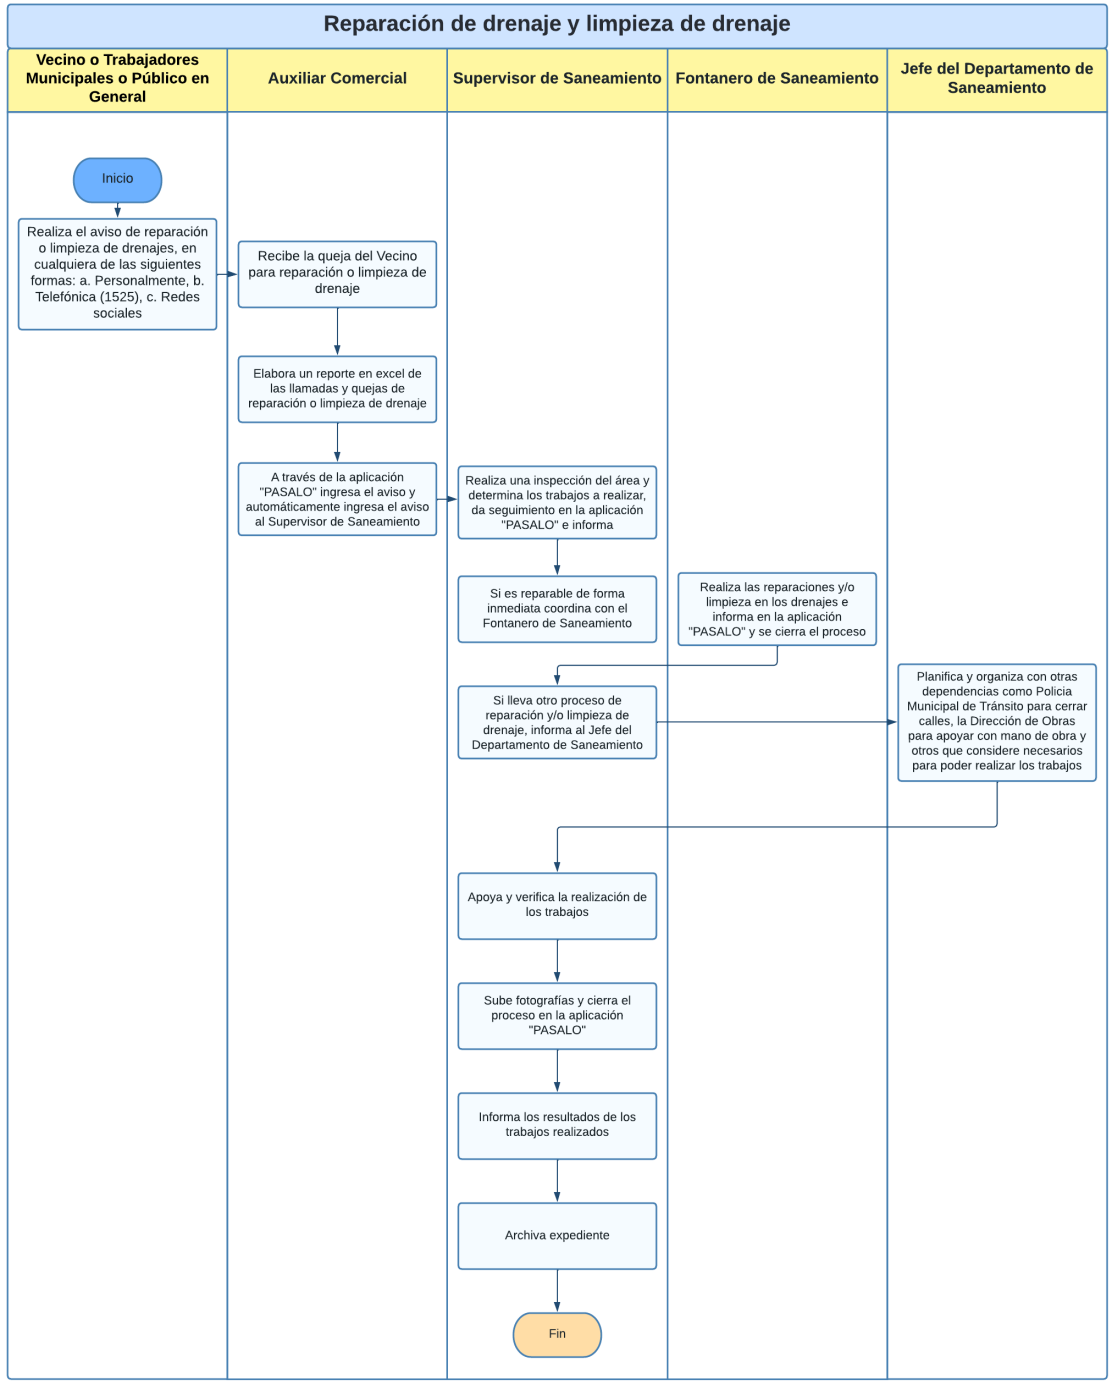 Reparación de drenaje y limpieza de drenaje
Vecino o Trabajadores
Municipales o Público en
General
Auxiliar Comercial
Supervisor de Saneamiento
Fontanero de Saneamiento
Jefe del Departamento de
Saneamiento
Inicio
Realiza el aviso de reparación
o limpieza de drenajes, en
cualquiera de las siguientes
formas: a. Personalmente, b.
Telefónica (1525), c. Redes
sociales
Recibe la queja del Vecino
para reparación o limpieza de
drenaje
Elabora un reporte en excel de
las llamadas y quejas de
reparación o limpieza de drenaje
A través de la aplicación
"PASALO" ingresa el aviso y
automáticamente ingresa el aviso
al Supervisor de Saneamiento
Realiza una inspección del área y
determina los trabajos a realizar,
da seguimiento en la aplicación
"PASALO" e informa
Si es reparable de forma
inmediata coordina con el
Fontanero de Saneamiento
Realiza las reparaciones y/o
limpieza en los drenajes e
informa en la aplicación
"PASALO" y se cierra el proceso
Si lleva otro proceso de
reparación y/o limpieza de
drenaje, informa al Jefe del
Departamento de Saneamiento
Planifica y organiza con otras
dependencias como Policia
Municipal de Tránsito para cerrar
calles, la Dirección de Obras
para apoyar con mano de obra y
otros que considere necesarios
para poder realizar los trabajos
Apoya y verifica la realización de
los trabajos
Sube fotografías y cierra el
proceso en la aplicación
"PASALO"
Informa los resultados de los
trabajos realizados
Archiva expediente
Fin